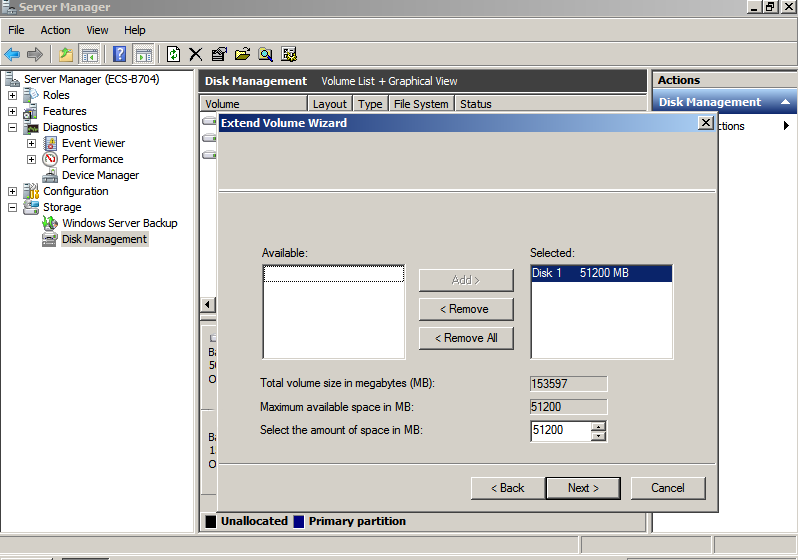 Server Manager
File Action View Help
Server Manager (ECS-B704)
Roles
Features
Diagnostics
Event Viewer
Performance
Device Manager
Configuration
Storage
Windows Server Backup
Disk Management
Disk Management Volume List + Graphical View
Volume Layout Type File System Status
Actions
Disk Management
ctions
Extend Volume Wizard
Available:
Selected:
Add >
Disk 1 51200 MB
< Remove
< Remove All
Total volume size in megabytes (MB): 153597
Maximum available space in MB: 51200
Select the amount of space in MB: 51200
< Back Next > Cancel
Ba
50
O
Ba
1
O
Unallocated Primary partition